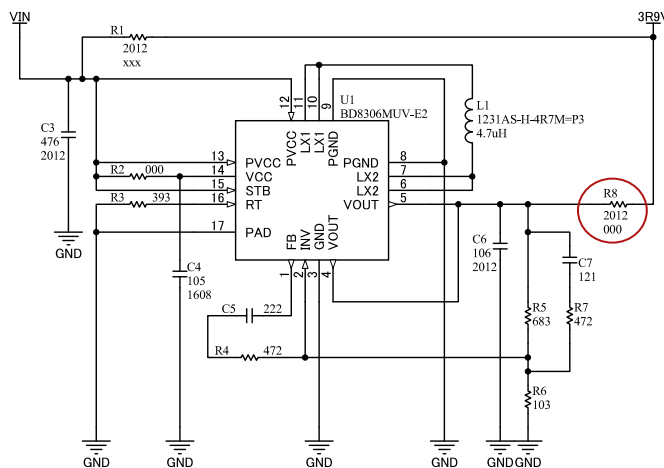 VIN
3R9V
R1
2012
xxx
C3
476
2012
R2 000
R3 393
GND
C4
105
1608
C5 222
R4 472
U1
BD8306MUV-E2
12 11 10 9
PVCC LX1 LX1 PGND
13 PVCC
14 VCC
15 STB
16 RT
17 PAD
PGND 8
LX2 7
LX2 6
VOUT 5
FB INV GND VOUT
1 2 3 4
L1
1231AS-H-4R7M=P3
4.7uH
R8
2012
000
C6
106
2012
C7
121
R5
683
R7
472
R6
103
GND
GND
GND
GND
GND
GND